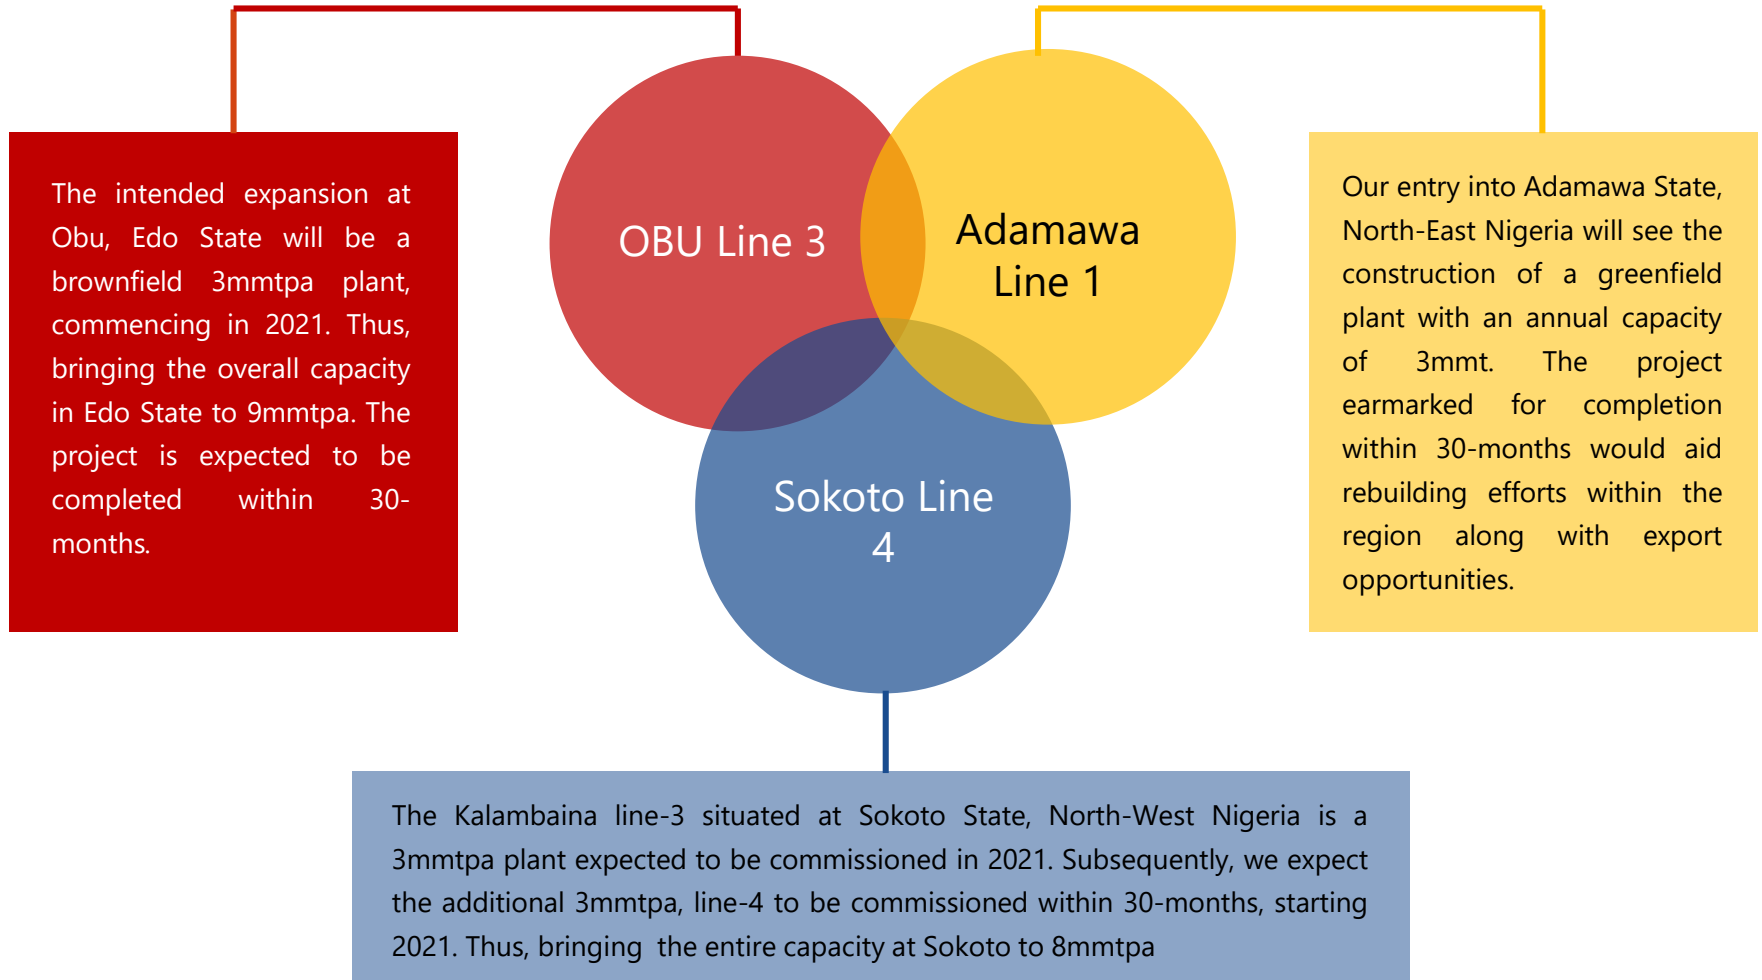 OBU Line 3
Adamawa
Line 1
Sokoto Line
4
The intended expansion at
Obu, Edo State will be a
brownfield 3mmtpa plant,
commencing in 2021. Thus,
bringing the overall capacity
in Edo State to 9mmtpa. The
project is expected to be
completed within 30-
months.
Our entry into Adamawa State,
North-East Nigeria will see the
construction of a greenfield
plant with an annual capacity
of 3mmt. The project
earmarked for completion
within 30-months would aid
rebuilding efforts within the
region along with export
opportunities.
The Kalambaina line-3 situated at Sokoto State, North-West Nigeria is a
3mmtpa plant expected to be commissioned in 2021. Subsequently, we expect
the additional 3mmtpa, line-4 to be commissioned within 30-months, starting
2021. Thus, bringing the entire capacity at Sokoto to 8mmtpa